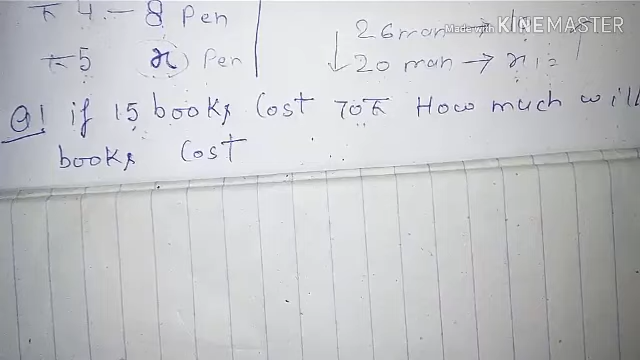 ₹ 4 — 8 Pen
₹5 x Pen
26 man
↓ 20 man → x
Made with KINEMASTER
Q1 if 15 books Cost 70₹ How much will
books Cost